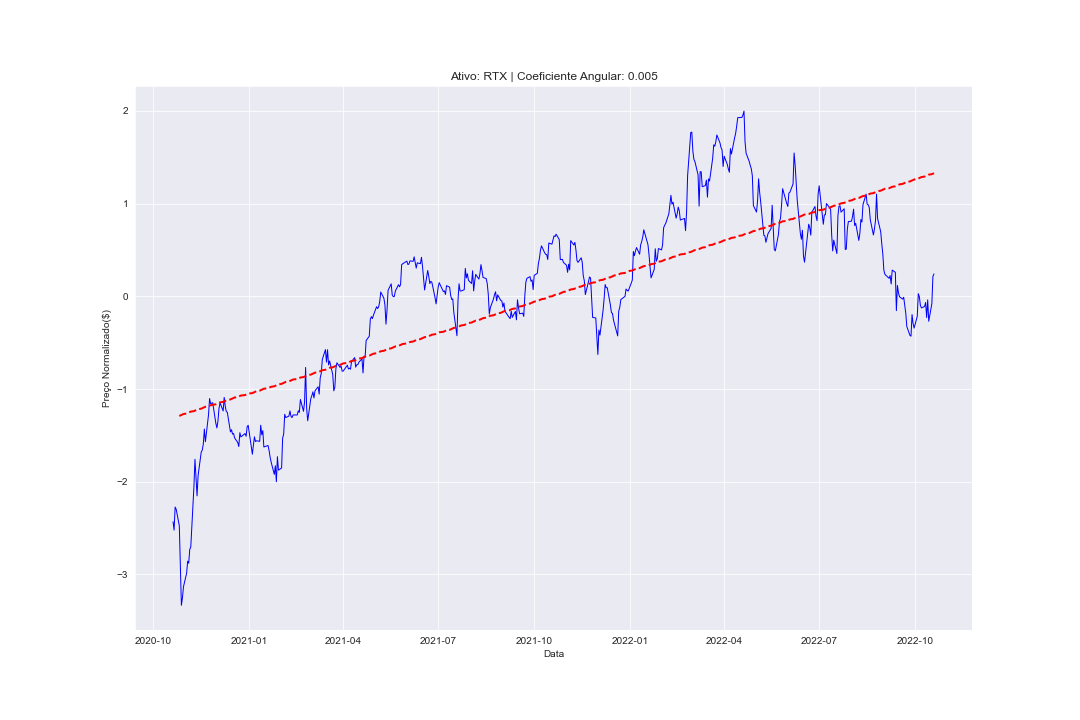 Ativo: RTX | Coeficiente Angular: 0.005
2
1
0
−1
−2
−3
Preço Normalizado($)
2020-10 2021-01 2021-04 2021-07 2021-10 2022-01 2022-04 2022-07 2022-10
Data